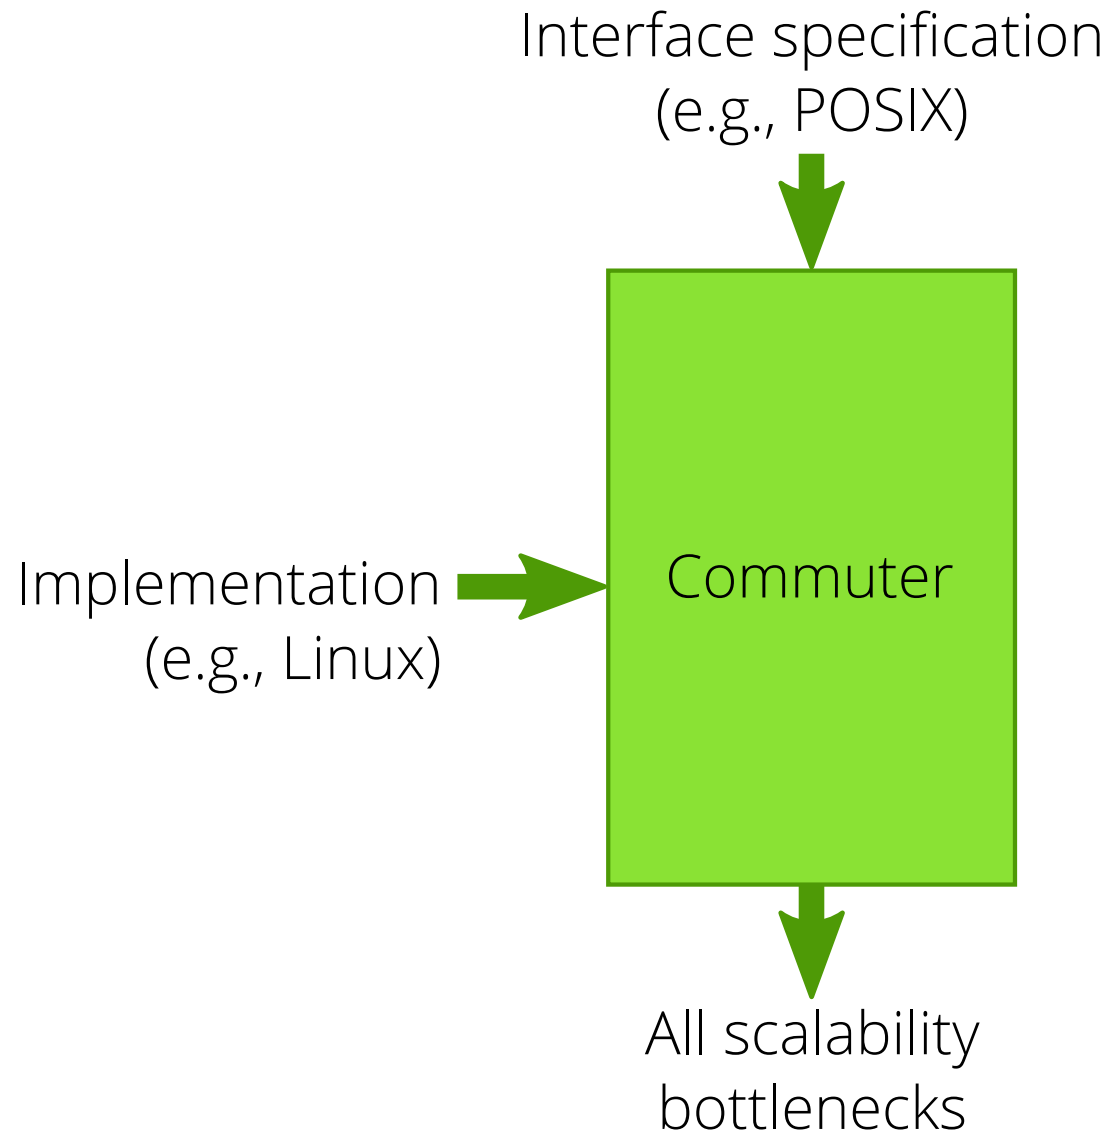 Interface specification
(e.g., POSIX)
Implementation
(e.g., Linux)
Commuter
All scalability
bottlenecks